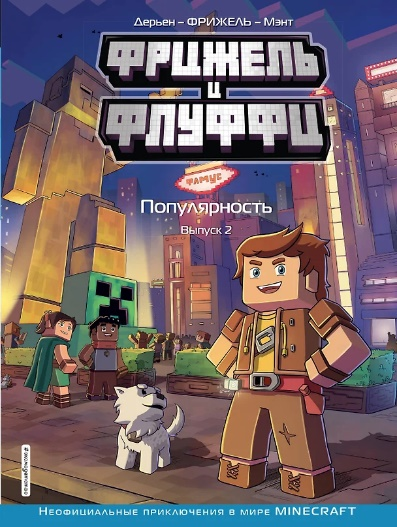 Дерьен – ФРИЖЕЛЬ – Мэнт
ФРИЖЕЛЬ
и
ФЛУФФИ
ФАМУС
Популярность
Выпуск 2
Неофициальные приключения в мире MINECRAFT